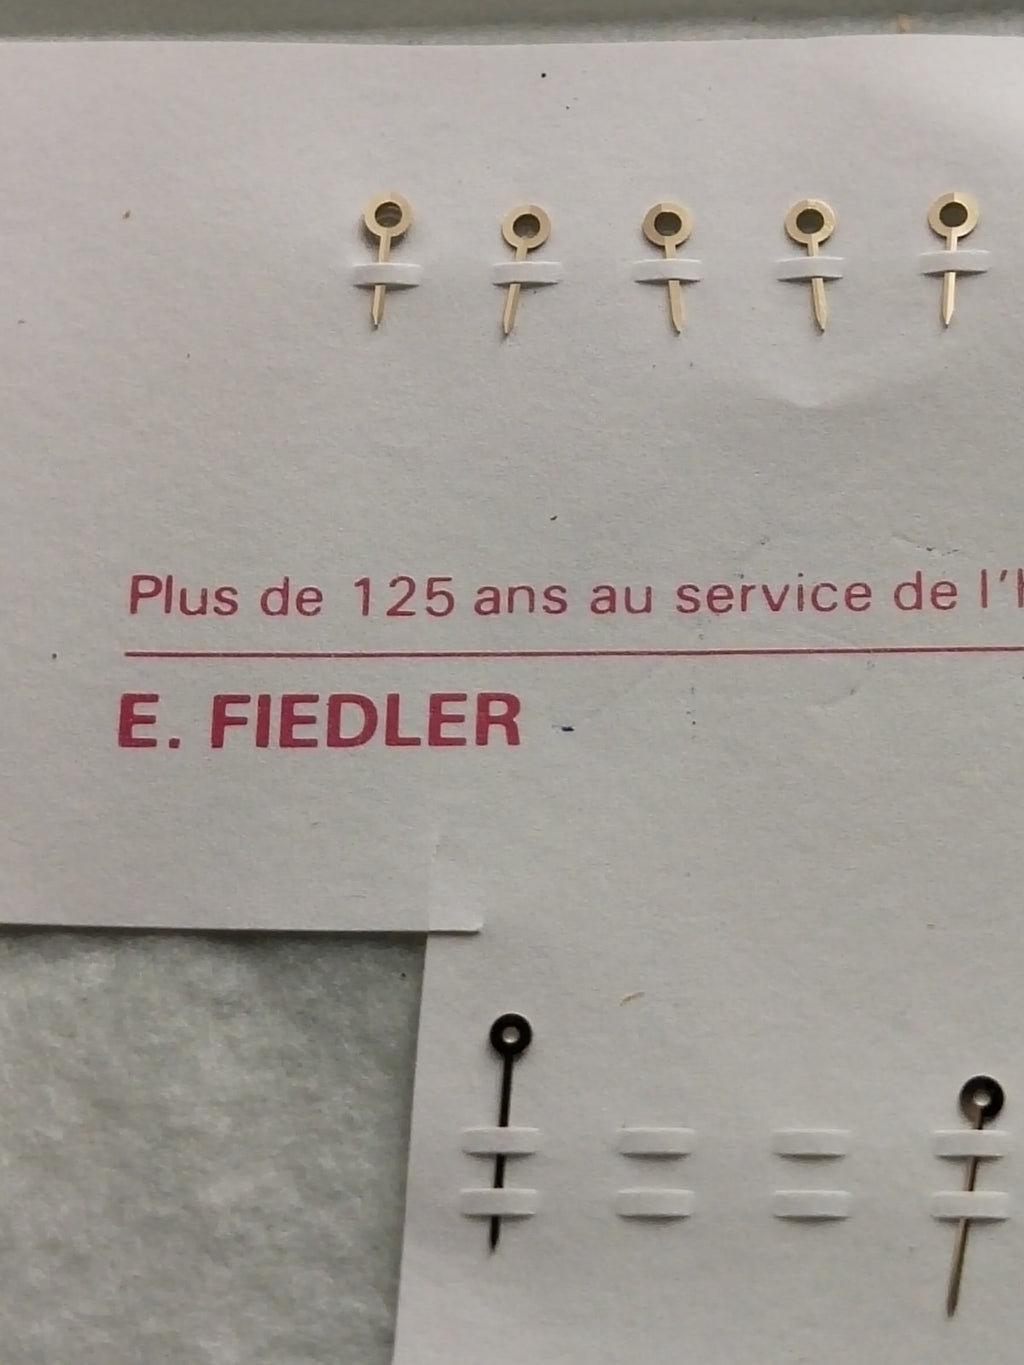 Plus de 125 ans au service de l'
E. FIEDLER